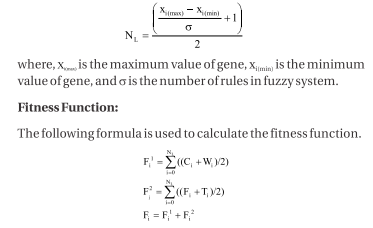 N_L = ((x_i(max) − x_i(min))/σ + 1)/2
where, x_i(max) is the maximum value of gene, x_i(min) is the minimum
value of gene, and σ is the number of rules in fuzzy system.
Fitness Function:
The following formula is used to calculate the fitness function.
F_i^1 = ∑_{i=0}^{N_L} ((C_i + W_i)/2)
F_i^2 = ∑_{i=0}^{N_L} ((F_i + T_i)/2)
F_i = F_i^1 + F_i^2